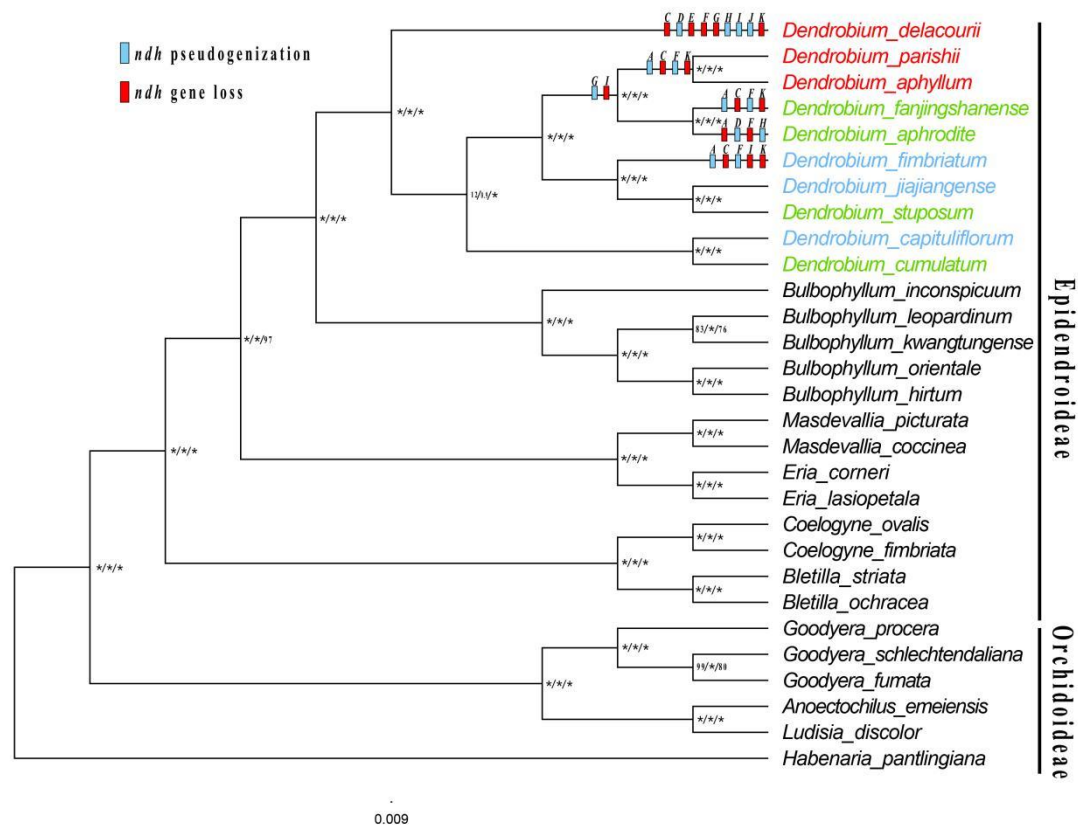 C D E F G H I J K
Dendrobium_delacourii
ndh pseudogenization
ndh gene loss
A C F K
Dendrobium_parishii
*/*/*
Dendrobium_aphyllum
G I
*/*/*
A C F K
Dendrobium_fanjingshanense
*/*/*
*/*/*
*/*/*
A D F H
Dendrobium_aphrodite
A C F I K
Dendrobium_fimbriatum
*/*/*
Dendrobium_jiajiangense
*/*/*
Dendrobium_stuposum
*/*/*
Dendrobium_capituliflorum
*/*/*
Dendrobium_cumulatum
Bulbophyllum_inconspicuum
*/*/*
Bulbophyllum_leopardinum
83/*/76
Bulbophyllum_kwangtungense
*/*/97
*/*/*
Bulbophyllum_orientale
*/*/*
Bulbophyllum_hirtum
Masdevallia_picturata
*/*/*
Masdevallia_coccinea
*/*/*
*/*/*
Eria_corneri
*/*/*
Eria_lasiopetala
Coelogyne_ovalis
*/*/*
Coelogyne_fimbriata
*/*/*
*/*/*
Bletilla_striata
*/*/*
Bletilla_ochracea
Epidendroideae
Goodyera_procera
*/*/*
Goodyera_schlechtendaliana
99/*/80
Goodyera_fumata
*/*/*
Anoectochilus_emeiensis
*/*/*
Ludisia_discolor
Habenaria_pantlingiana
Orchidoideae
0.009